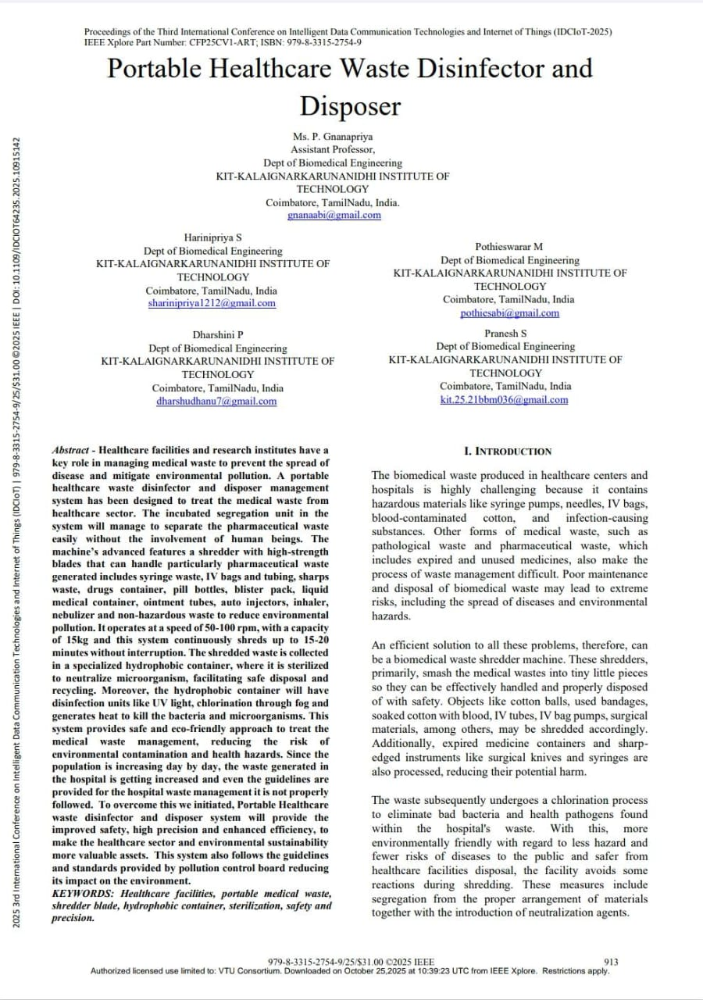 Proceedings of the Third International Conference on Intelligent Data Communication Technologies and Internet of Things (IDCIoT-2025)
IEEE Xplore Part Number: CFP25CV1-ART; ISBN: 979-8-3315-2754-9
Portable Healthcare Waste Disinfector and
Disposer
Ms. P. Gnanapriya
Assistant Professor,
Dept of Biomedical Engineering
KIT-KALAIGNARKARUNANIDHI INSTITUTE OF
TECHNOLOGY
Coimbatore, TamilNadu, India.
gnanaabi@gmail.com
Harinipriya S
Dept of Biomedical Engineering
KIT-KALAIGNARKARUNANIDHI INSTITUTE OF
TECHNOLOGY
Coimbatore, TamilNadu, India
sharinipriya1212@gmail.com
Pothieswarar M
Dept of Biomedical Engineering
KIT-KALAIGNARKARUNANIDHI INSTITUTE OF
TECHNOLOGY
Coimbatore, TamilNadu, India
pothiesabi@gmail.com
Dharshini P
Dept of Biomedical Engineering
KIT-KALAIGNARKARUNANIDHI INSTITUTE OF
TECHNOLOGY
Coimbatore, TamilNadu, India
dharshudhanu7@gmail.com
Pranesh S
Dept of Biomedical Engineering
KIT-KALAIGNARKARUNANIDHI INSTITUTE OF
TECHNOLOGY
Coimbatore, TamilNadu, India
kit.25.21bbm036@gmail.com
Abstract - Healthcare facilities and research institutes have a
key role in managing medical waste to prevent the spread of
disease and mitigate environmental pollution. A portable
healthcare waste disinfector and disposer management
system has been designed to treat the medical waste from
healthcare sector. The incubated segregation unit in the
system will manage to separate the pharmaceutical waste
easily without the involvement of human beings. The
machine's advanced features a shredder with high-strength
blades that can handle particularly pharmaceutical waste
generated includes syringe waste, IV bags and tubing, sharps
waste, drugs container, pill bottles, blister pack, liquid
medical container, ointment tubes, auto injectors, inhaler,
nebulizer and non-hazardous waste to reduce environmental
pollution. It operates at a speed of 50-100 rpm, with a capacity
of 15kg and this system continuously shreds up to 15-20
minutes without interruption. The shredded waste is collected
in a specialized hydrophobic container, where it is sterilized
to neutralize microorganism, facilitating safe disposal and
recycling. Moreover, the hydrophobic container will have
disinfection units like UV light, chlorination through fog and
generates heat to kill the bacteria and microorganisms. This
system provides safe and eco-friendly approach to treat the
medical waste management, reducing the risk of
environmental contamination and health hazards. Since the
population is increasing day by day, the waste generated in
the hospital is getting increased and even the guidelines are
provided for the hospital waste management it is not properly
followed. To overcome this we initiated, Portable Healthcare
waste disinfector and disposer system will provide the
improved safety, high precision and enhanced efficiency, to
make the healthcare sector and environmental sustainability
more valuable assets. This system also follows the guidelines
and standards provided by pollution control board reducing
its impact on the environment.
KEYWORDS: Healthcare facilities, portable medical waste,
shredder blade, hydrophobic container, sterilization, safety and
precision.
I. INTRODUCTION
The biomedical waste produced in healthcare centers and
hospitals is highly challenging because it contains
hazardous materials like syringe pumps, needles, IV bags,
blood-contaminated cotton, and infection-causing
substances. Other forms of medical waste, such as
pathological waste and pharmaceutical waste, which
includes expired and unused medicines, also make the
process of waste management difficult. Poor maintenance
and disposal of biomedical waste may lead to extreme
risks, including the spread of diseases and environmental
hazards.
An efficient solution to all these problems, therefore, can
be a biomedical waste shredder machine. These shredders,
primarily, smash the medical wastes into tiny little pieces
so they can be effectively handled and properly disposed
of with safety. Objects like cotton balls, used bandages,
soaked cotton with blood, IV tubes, IV bag pumps, surgical
materials, among others, may be shredded accordingly.
Additionally, expired medicine containers and sharp-
edged instruments like surgical knives and syringes are
also processed, reducing their potential harm.
The waste subsequently undergoes a chlorination process
to eliminate bad bacteria and health pathogens found
within the hospital's waste. With this, more
environmentally friendly with regard to less hazard and
fewer risks of diseases to the public and safer from
healthcare facilities disposal, the facility avoids some
reactions during shredding. These measures include
segregation from the proper arrangement of materials
together with the introduction of neutralization agents.
2025 3rd International Conference on Intelligent Data Communication Technologies and Internet of Things (IDCIoT) | 979-8-3315-2754-9/25/$31.00 ©2025 IEEE | DOI: 10.1109/IDCIOT64235.2025.10915142
979-8-3315-2754-9/25/$31.00 ©2025 IEEE
913
Authorized licensed use limited to: VTU Consortium. Downloaded on October 25,2025 at 10:39:23 UTC from IEEE Xplore. Restrictions apply.